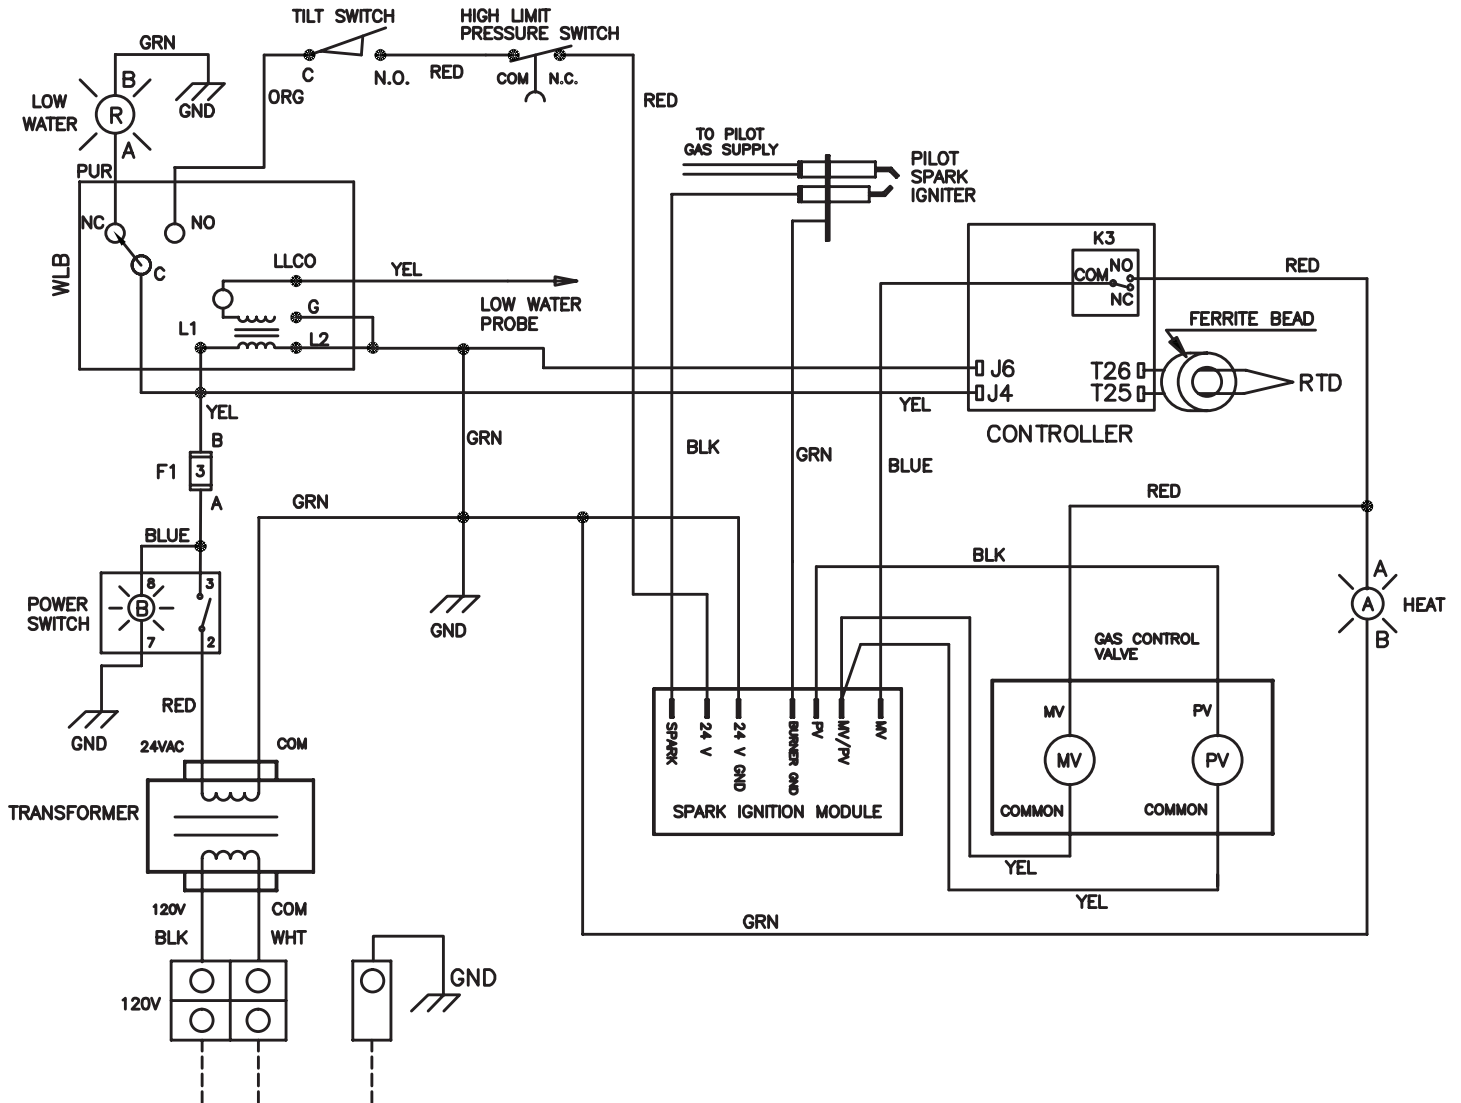 TILT SWITCH
HIGH LIMIT
PRESSURE SWITCH
GRN
B
LOW
WATER
R
GND
A
PUR
ORG
C
N.O.
RED
COM
N.C.
RED
TO PILOT
GAS SUPPLY
PILOT
SPARK
IGNITER
NC
NO
C
WLB
LLCO
YEL
LOW WATER
PROBE
G
L1
L2
K3
NO
COM
NC
RED
FERRITE BEAD
J6
J4
T26
T25
RTD
CONTROLLER
YEL
YEL
B
F1
3
A
GRN
BLK
GRN
BLUE
GRN
RED
BLUE
BLK
8
3
POWER
SWITCH
B
7
2
GND
A
A
HEAT
B
GAS CONTROL
VALVE
RED
GND
24VAC
COM
TRANSFORMER
SPARK
24 V
24 V GND
BURNER GND
PV
MV/PV
MV
SPARK IGNITION MODULE
MV
PV
MV
PV
COMMON
COMMON
YEL
YEL
GRN
120V
COM
BLK
WHT
120V
GND